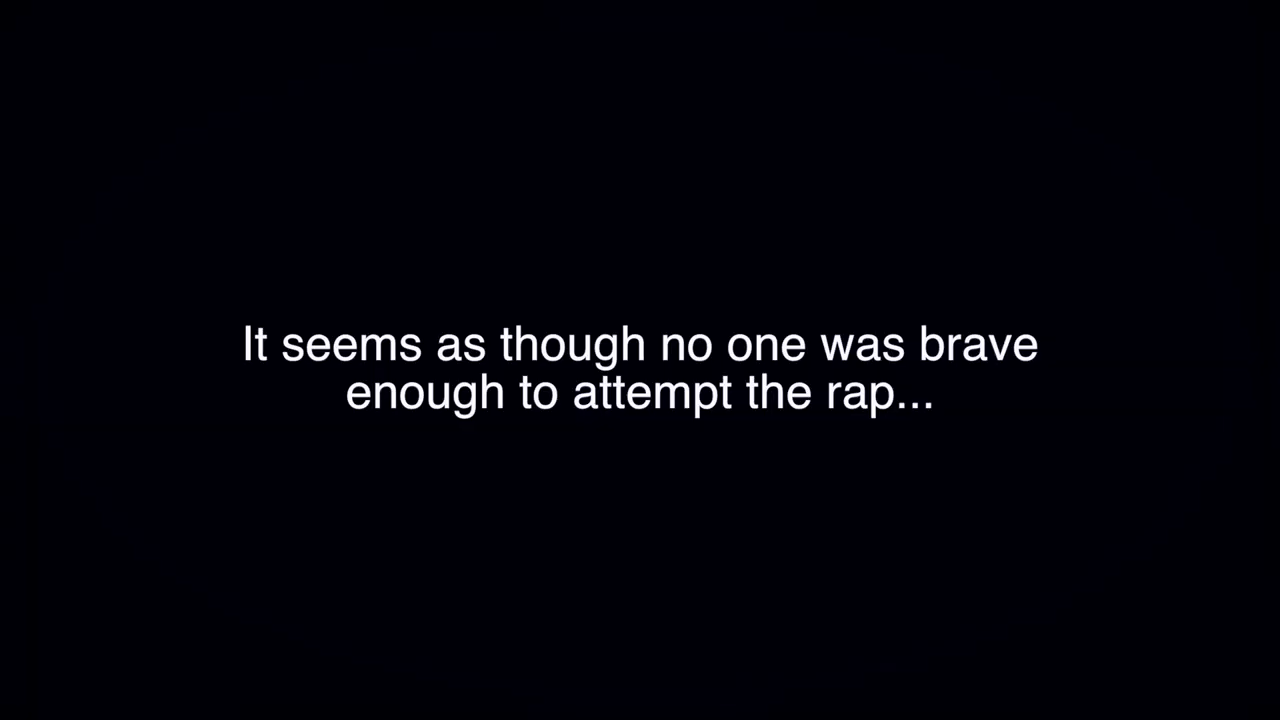 It seems as though no one was brave
enough to attempt the rap...